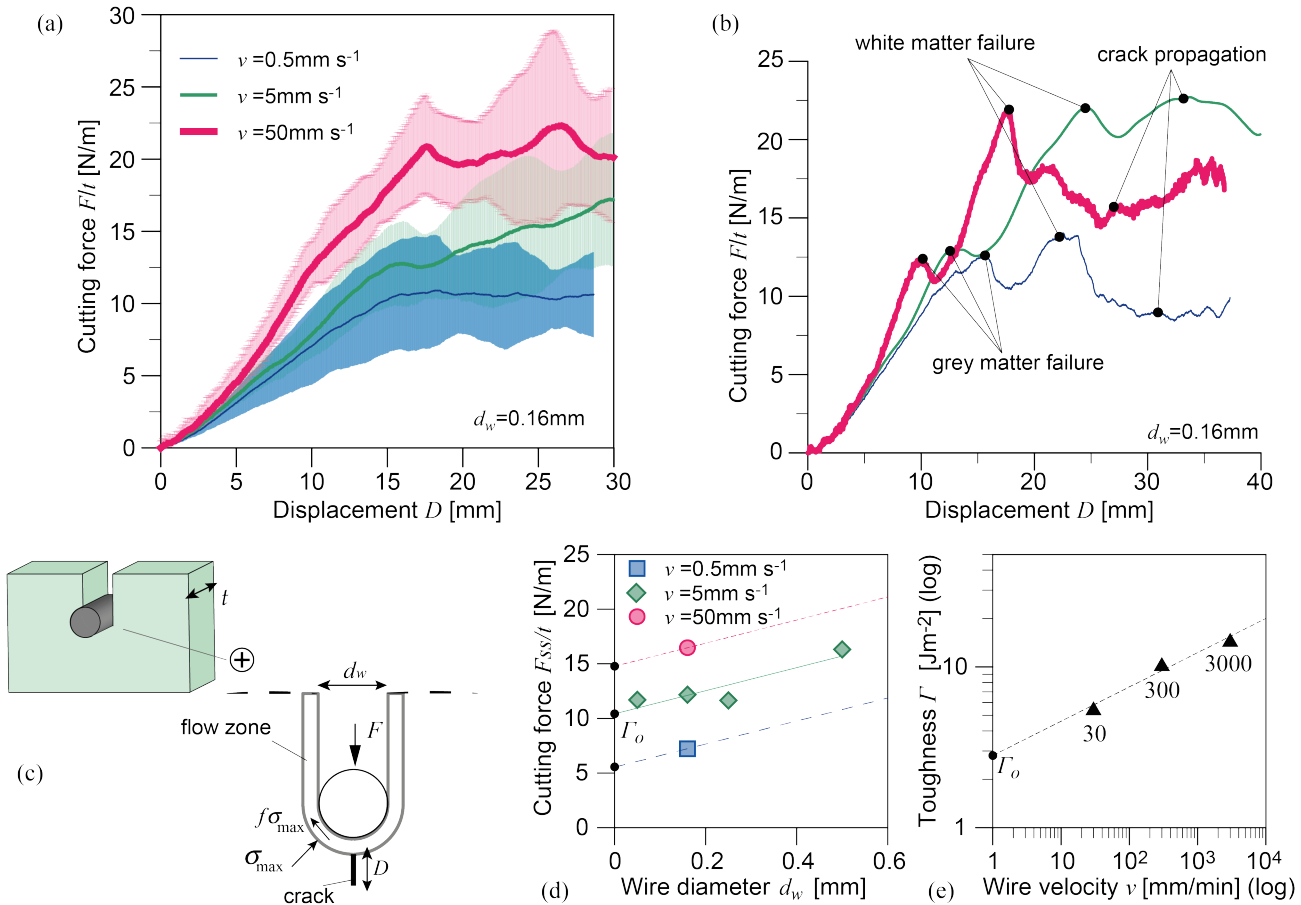 (a)
30
25
20
15
10
5
0
Cutting force F/t [N/m]
v =0.5mm s-1
v =5mm s-1
v =50mm s-1
d_w=0.16mm
0 5 10 15 20 25 30
Displacement D [mm]
(b)
white matter failure
crack propagation
25
20
15
10
5
0
Cutting force F/t [N/m]
grey matter failure
d_w=0.16mm
0 10 20 30 40
Displacement D [mm]
(c)
t
d_w
flow zone
F
fσmax
σmax
D
crack
(d)
25
20
15
10
5
0
Cutting force Fss/t [N/m]
v =0.5mm s-1
v =5mm s-1
v =50mm s-1
Γo
0 0.2 0.4 0.6
Wire diameter d_w [mm]
(e)
10
1
Toughness Γ [Jm-2] (log)
3000
300
30
Γo
1 10 10² 10³ 10⁴
Wire velocity v [mm/min] (log)